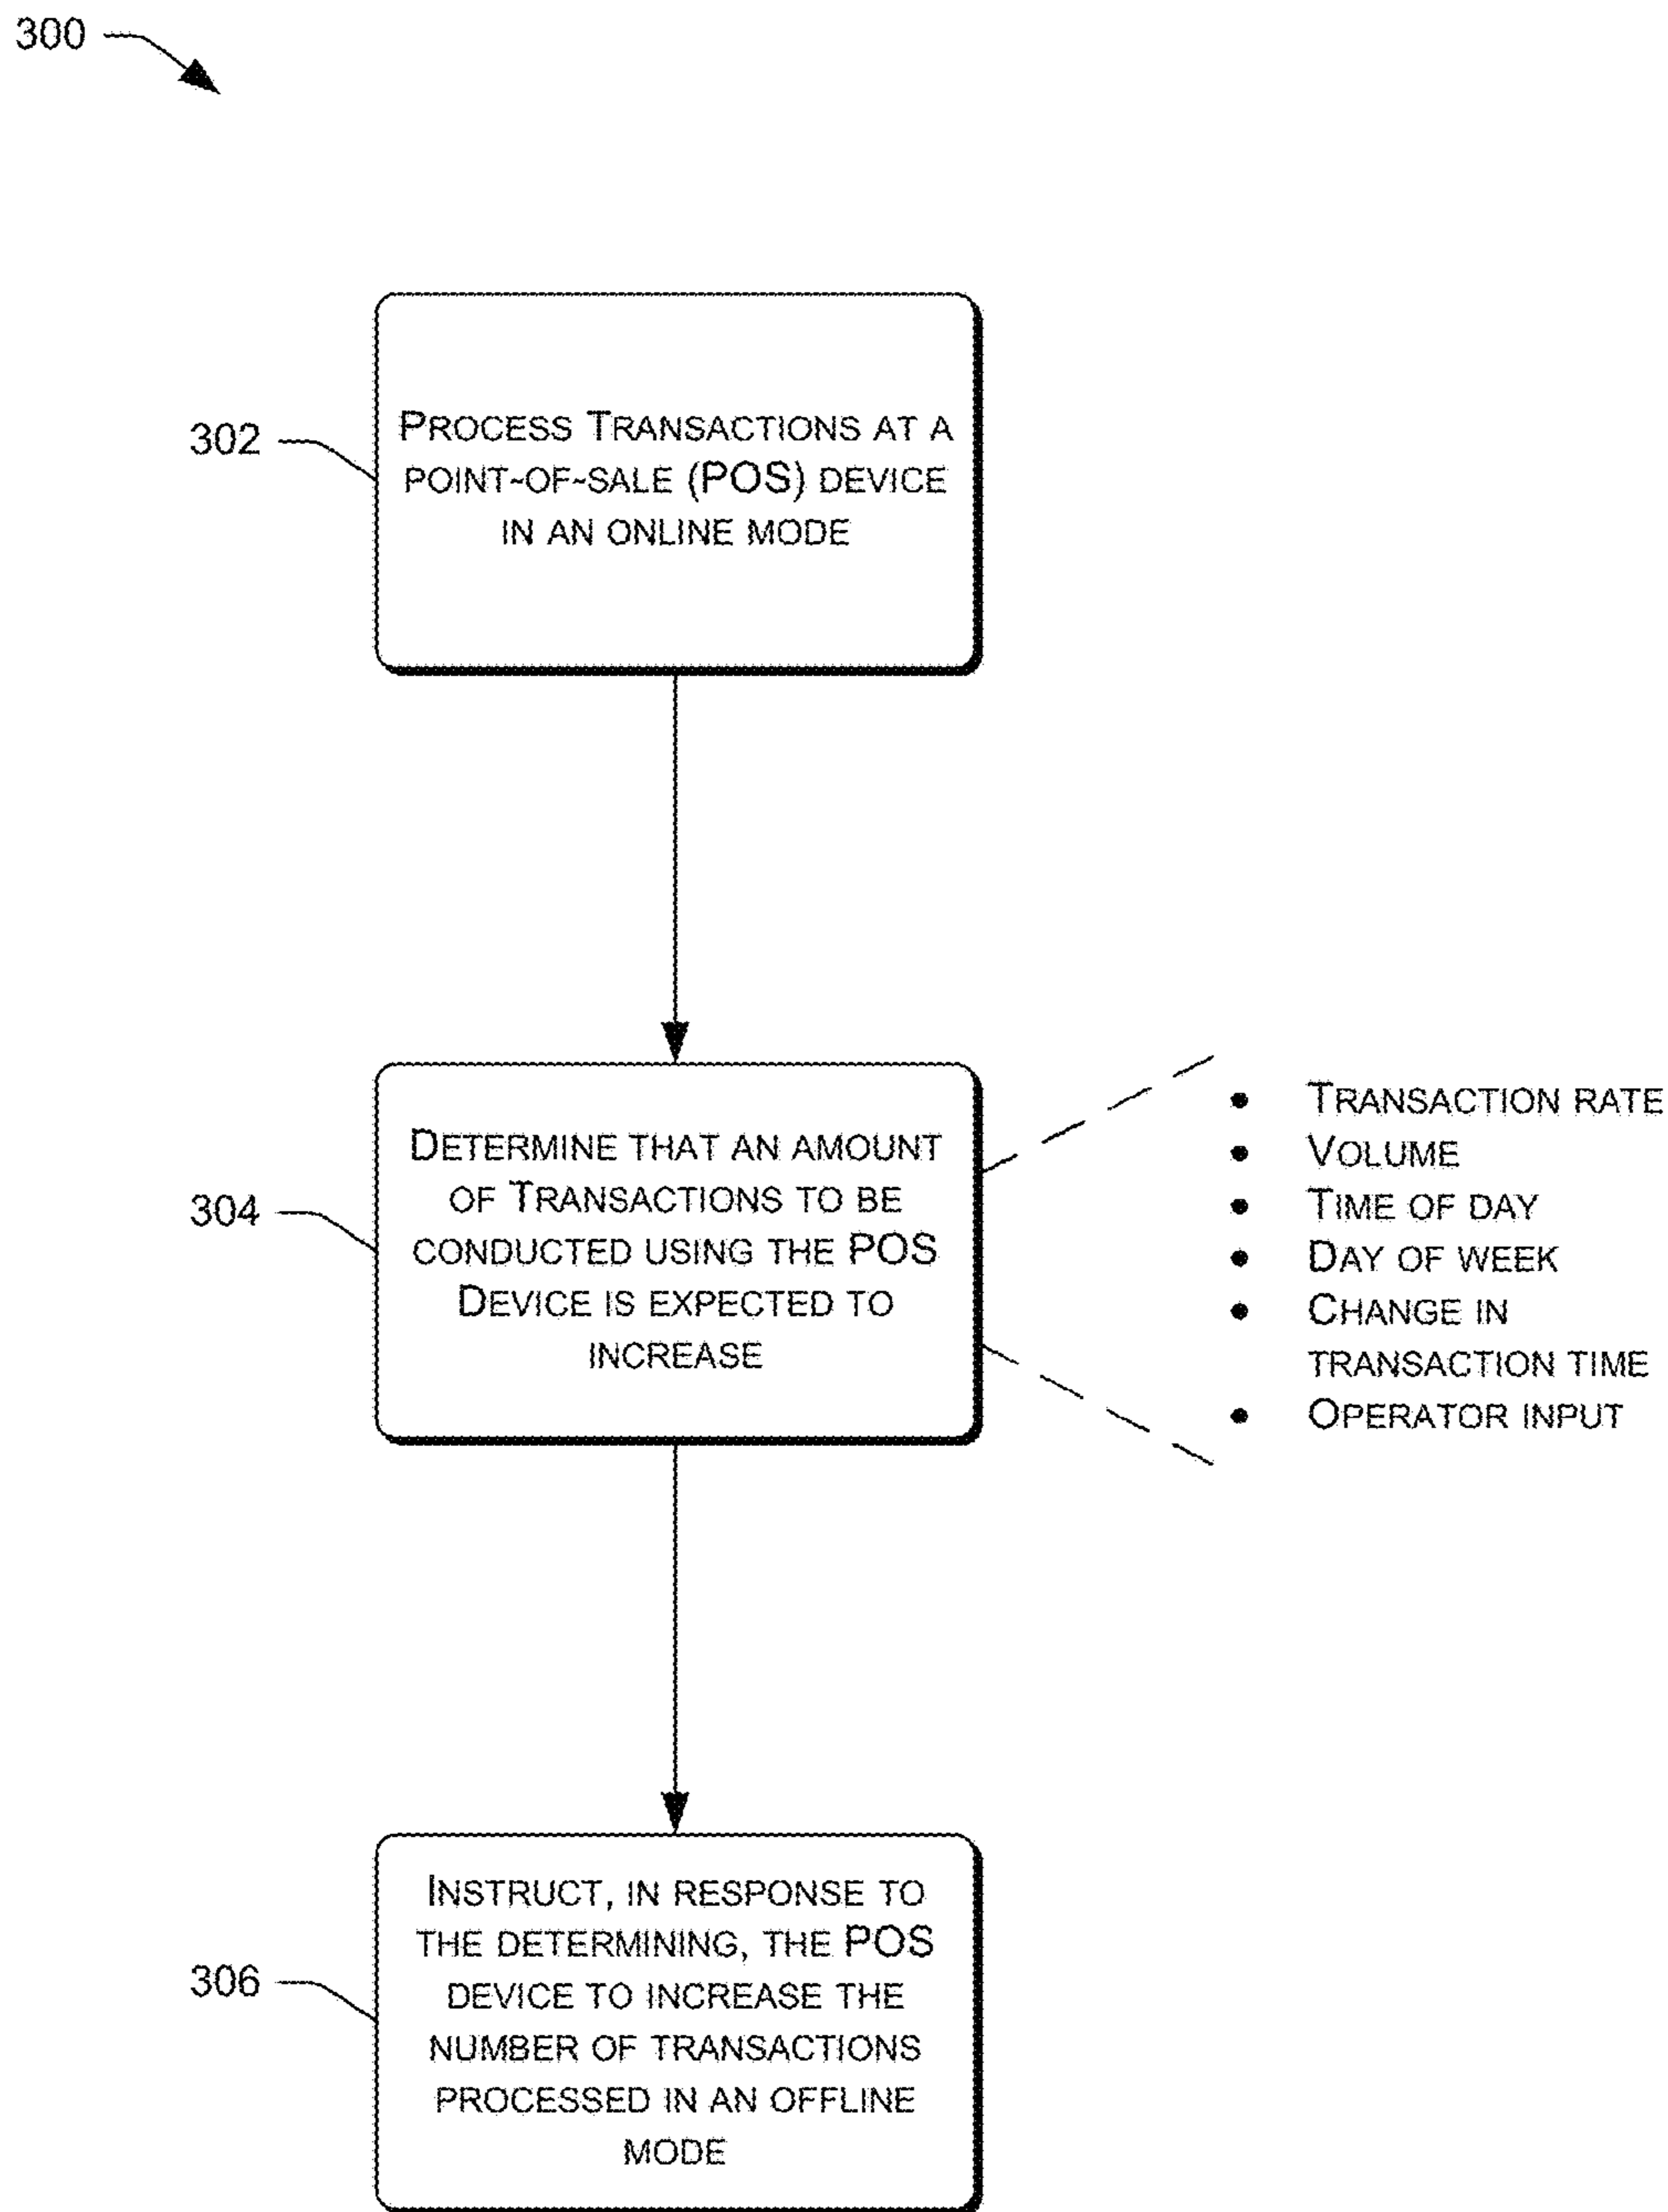 300
302
PROCESS TRANSACTIONS AT A
POINT-OF-SALE (POS) DEVICE
IN AN ONLINE MODE
304
DETERMINE THAT AN AMOUNT
OF TRANSACTIONS TO BE
CONDUCTED USING THE POS
DEVICE IS EXPECTED TO
INCREASE
• TRANSACTION RATE
• VOLUME
• TIME OF DAY
• DAY OF WEEK
• CHANGE IN
TRANSACTION TIME
• OPERATOR INPUT
306
INSTRUCT, IN RESPONSE TO
THE DETERMINING, THE POS
DEVICE TO INCREASE THE
NUMBER OF TRANSACTIONS
PROCESSED IN AN OFFLINE
MODE